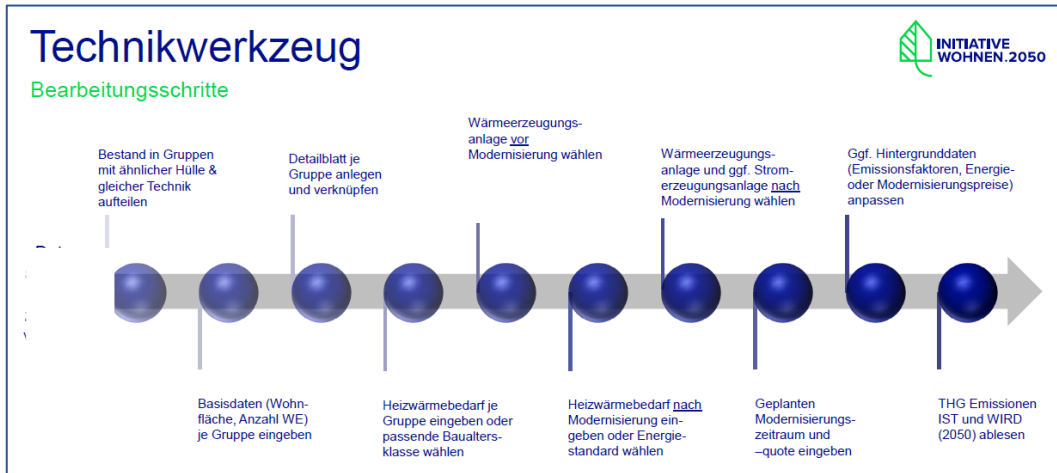 Technikwerkzeug
Bearbeitungsschritte
INITIATIVE
WOHNEN.2050
Bestand in Gruppen
mit ähnlicher Hülle &
gleicher Technik
aufteilen
Basisdaten (Wohn-
fläche, Anzahl WE)
je Gruppe eingeben
Detailblatt je
Gruppe anlegen
und verknüpfen
Heizwärmebedarf je
Gruppe eingeben oder
passende Baualters-
klasse wählen
Wärmeerzeugungs-
anlage vor
Modernisierung wählen
Heizwärmebedarf nach
Modernisierung ein-
geben oder Energie-
standard wählen
Wärmeerzeugungs-
anlage und ggf. Strom-
erzeugungsanlage nach
Modernisierung wählen
Geplanten
Modernisierungs-
zeitraum und
–quote eingeben
Ggf. Hintergrunddaten
(Emissionsfaktoren, Energie-
oder Modernisierungspreise)
anpassen
THG Emissionen
IST und WIRD
(2050) ablesen